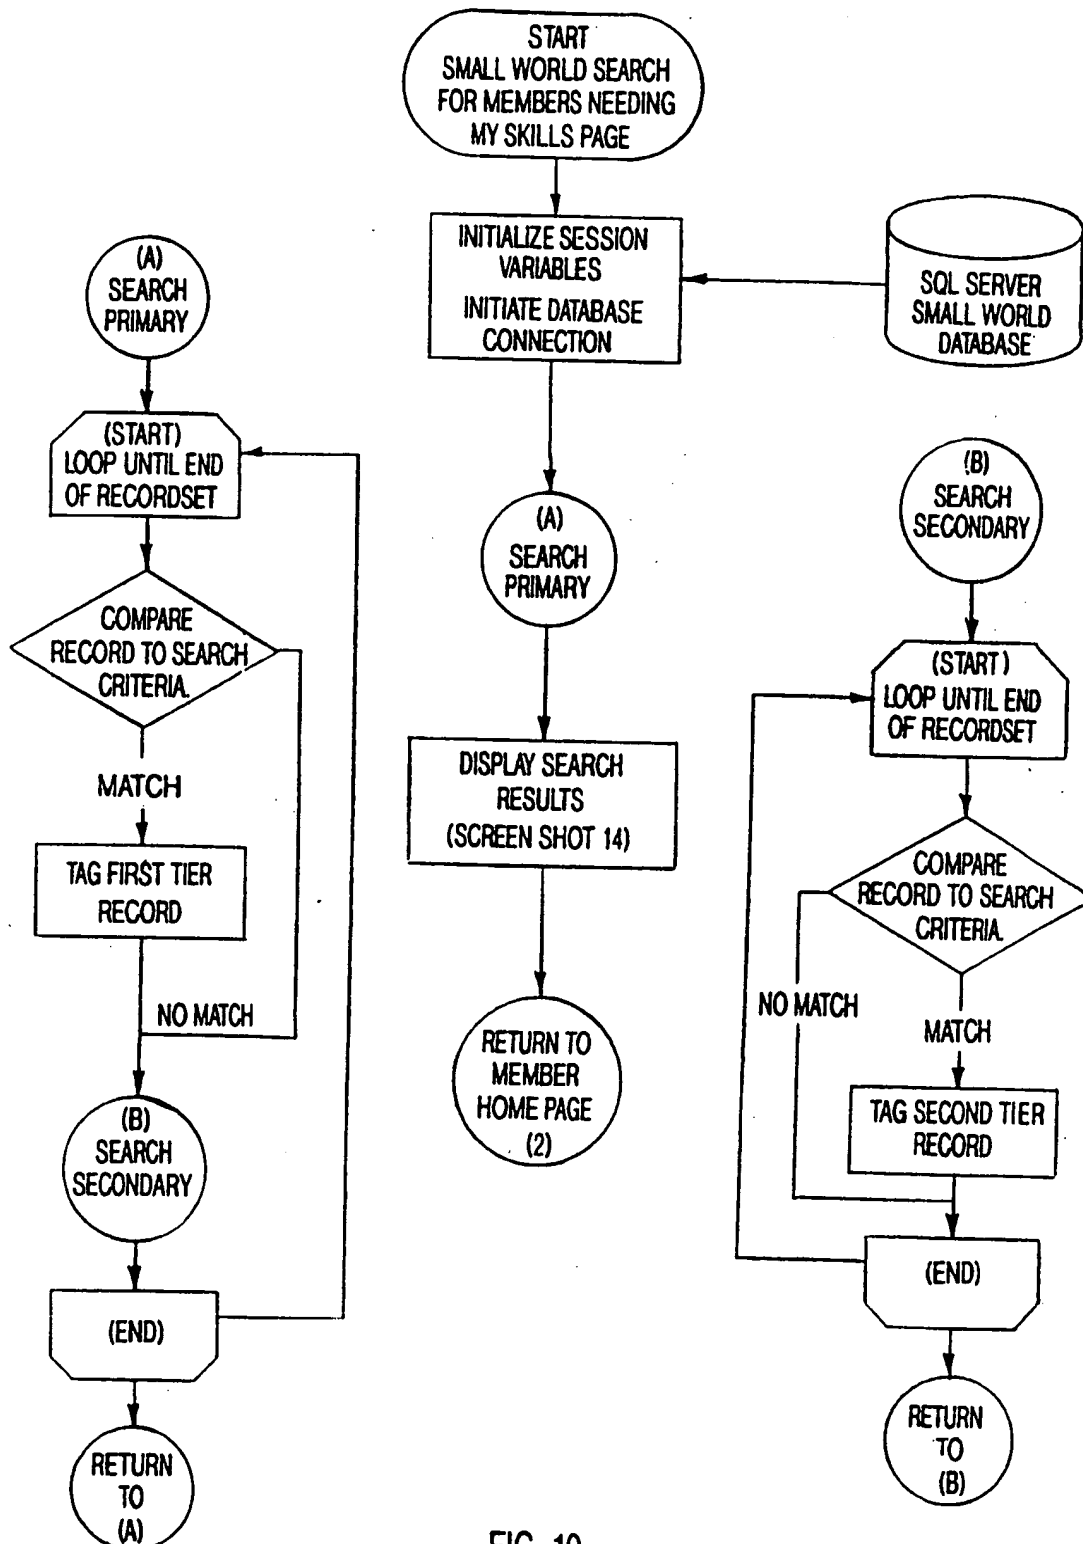 START
SMALL WORLD SEARCH
FOR MEMBERS NEEDING
MY SKILLS PAGE
INITIALIZE SESSION
VARIABLES
INITIATE DATABASE
CONNECTION
SQL SERVER
SMALL WORLD
DATABASE
(A)
SEARCH
PRIMARY
DISPLAY SEARCH
RESULTS
(SCREEN SHOT 14)
RETURN TO
MEMBER
HOME PAGE
(2)
(A)
SEARCH
PRIMARY
(START)
LOOP UNTIL END
OF RECORDSET
COMPARE
RECORD TO SEARCH
CRITERIA.
MATCH
TAG FIRST TIER
RECORD
NO MATCH
(B)
SEARCH
SECONDARY
(END)
RETURN
TO
(A)
(B)
SEARCH
SECONDARY
(START)
LOOP UNTIL END
OF RECORDSET
COMPARE
RECORD TO SEARCH
CRITERIA.
NO MATCH
MATCH
TAG SECOND TIER
RECORD
(END)
RETURN
TO
(B)